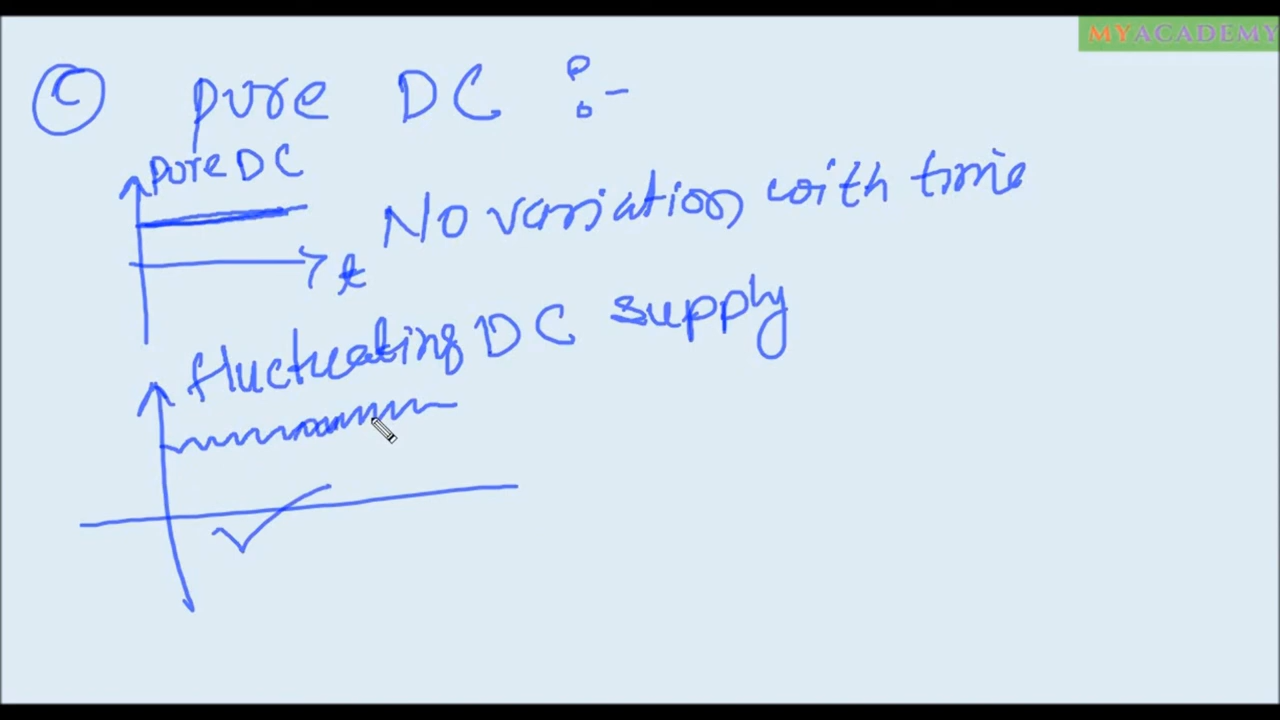 MYACADEMY
C pure DC :-
pure DC
No variation with time
t
fluctuating DC supply